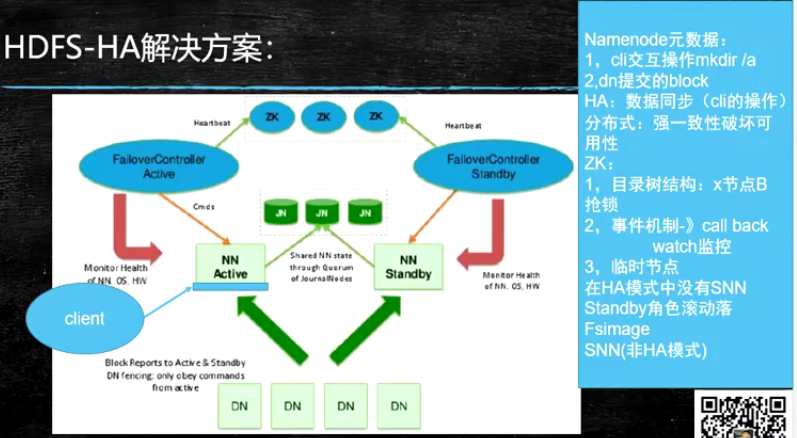 HDFS-HA解决方案：
ZK
ZK
ZK
Heartbeat
Heartbeat
FailoverController
Active
FailoverController
Standby
Cmds
JN
JN
JN
NN
Active
Shared NN state
through Quorum
of JournalNodes
NN
Standby
Monitor Health
of NN. OS, HW
Monitor Health
of NN. OS, HW
client
Block Reports to Active & Standby
DN fencing: only obey commands
from active
DN
DN
DN
DN
Namenode元数据：
1，cli交互操作mkdir /a
2,dn提交的block
HA：数据同步（cli的操作）
分布式：强一致性破坏可
用性
ZK：
1，目录树结构：x节点B
抢锁
2，事件机制-》call back
watch监控
3，临时节点
在HA模式中没有SNN
Standby角色滚动落
Fsimage
SNN(非HA模式)